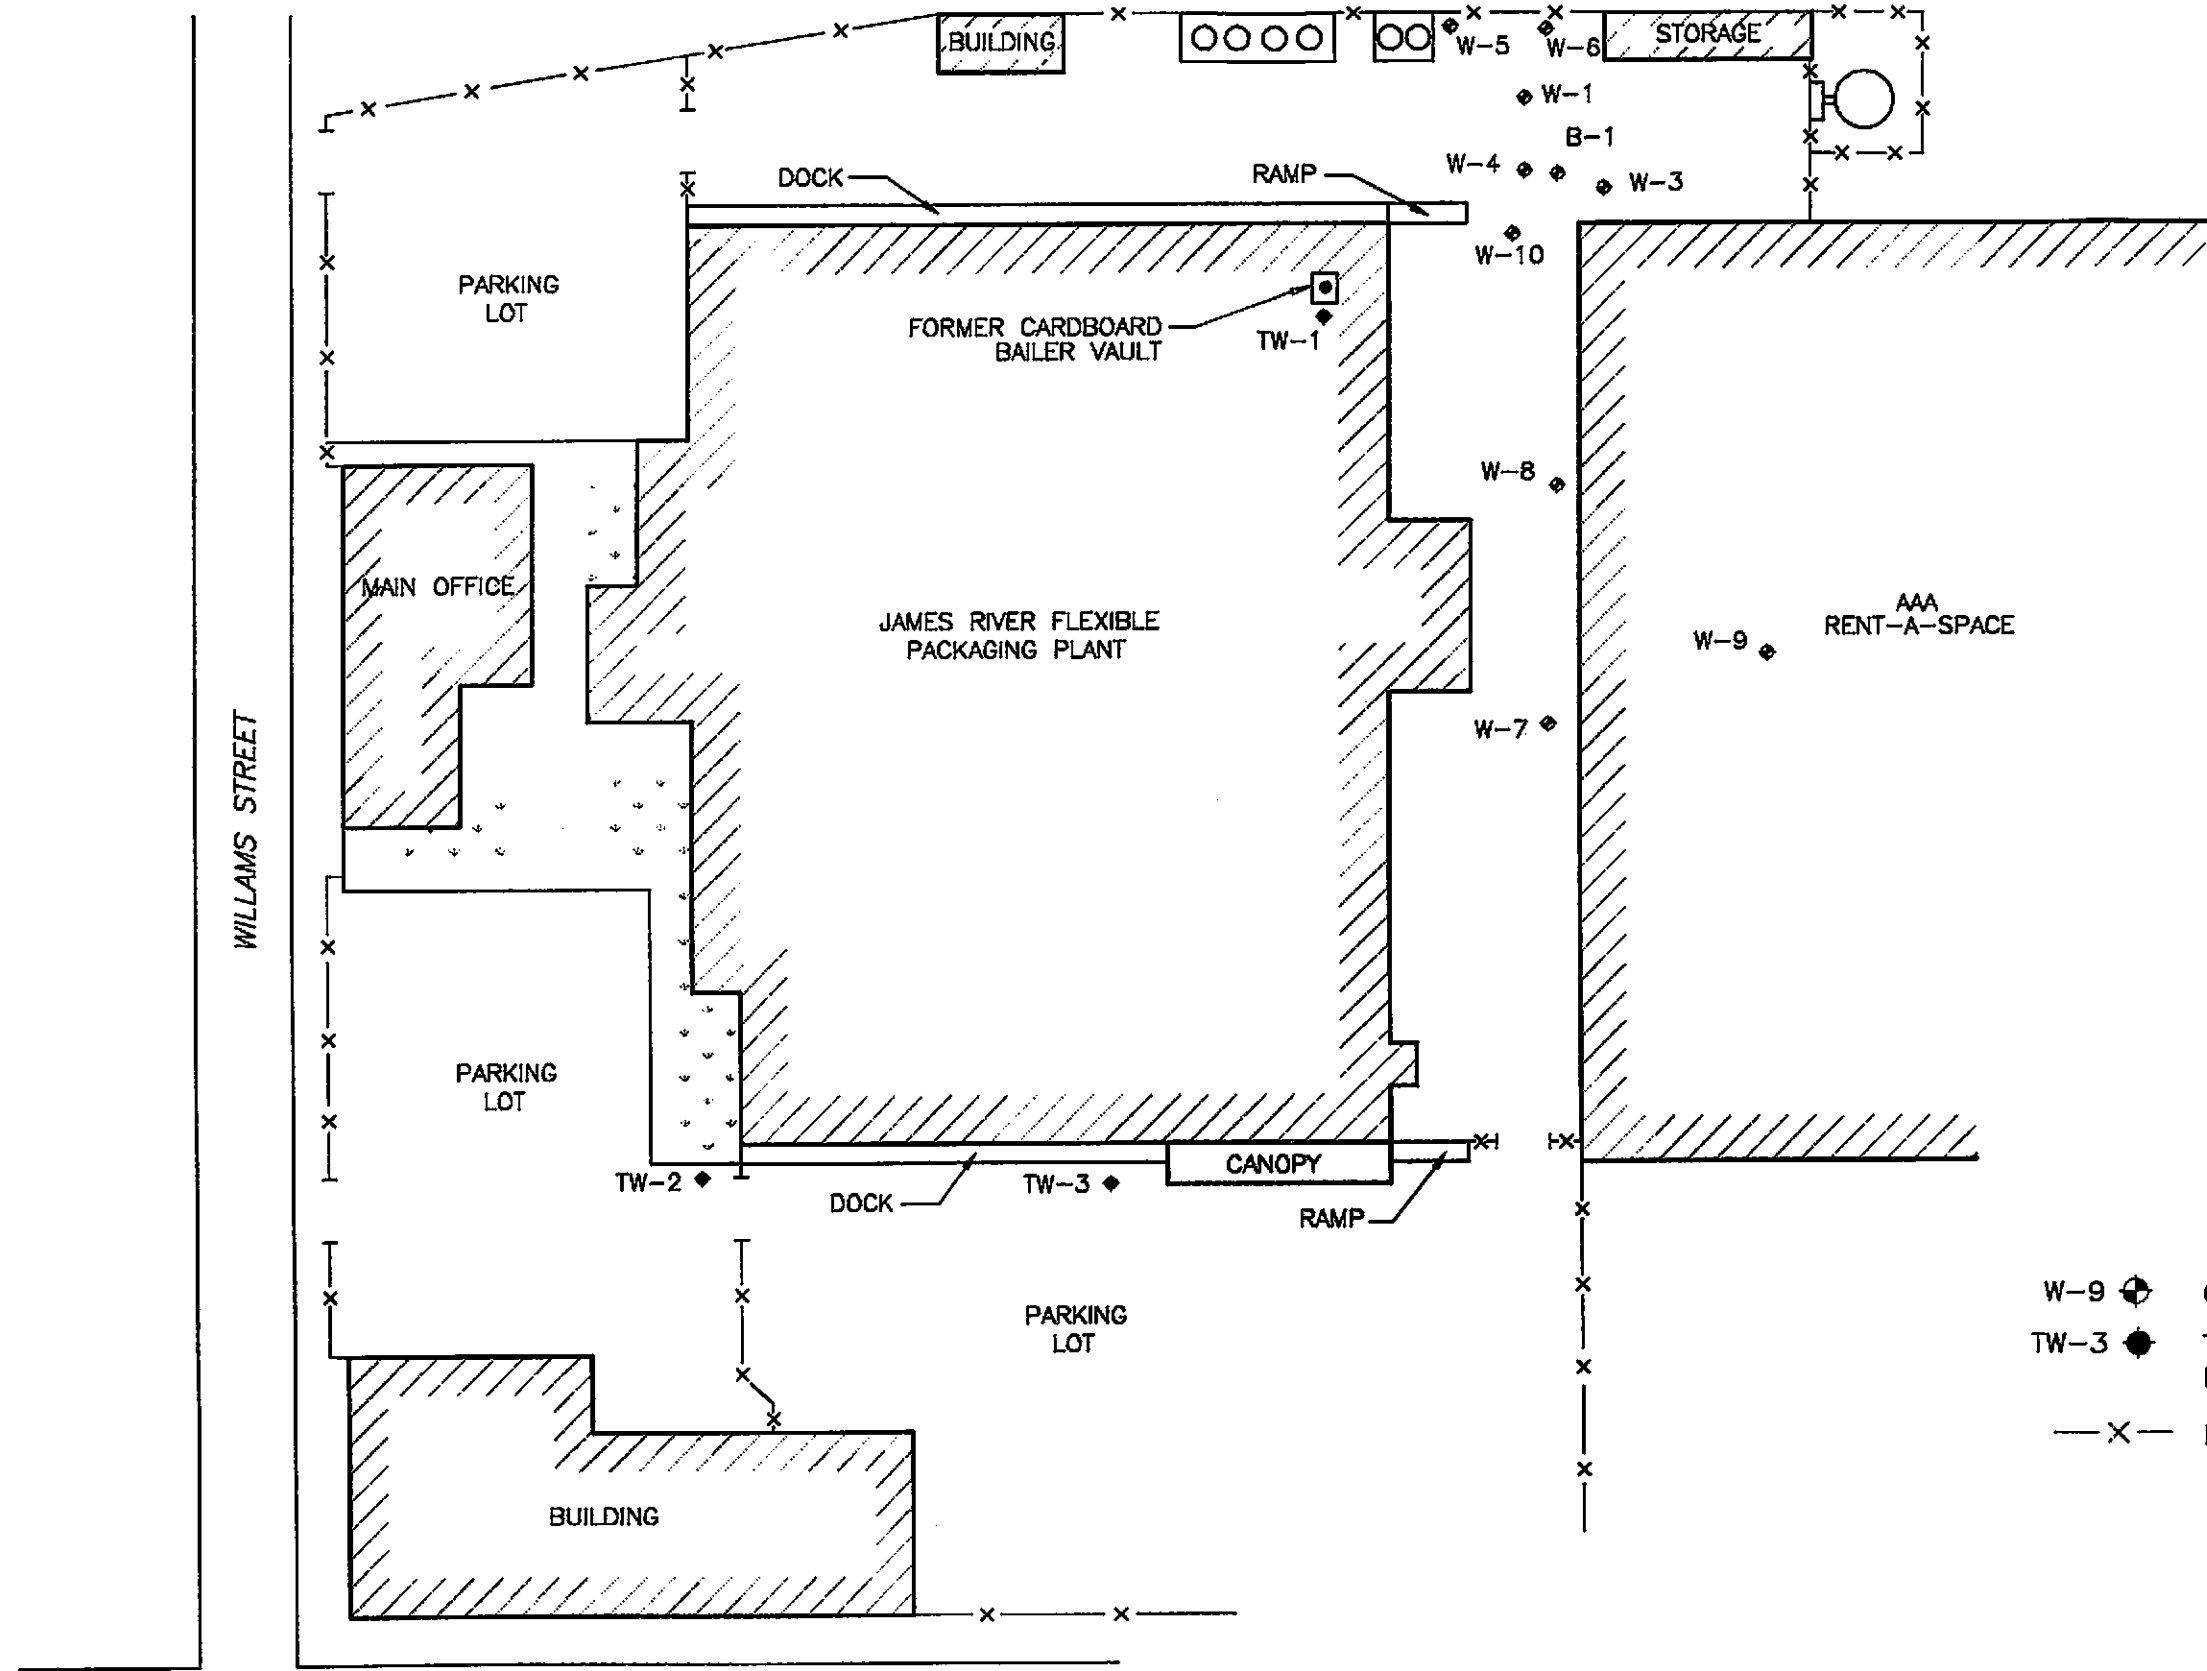 BUILDING
W-5
W-6
STORAGE
W-1
B-1
DOCK
RAMP
W-4
W-3
W-10
PARKING
LOT
FORMER CARDBOARD
BAILER VAULT
TW-1
W-8
MAIN OFFICE
JAMES RIVER FLEXIBLE
PACKAGING PLANT
AAA
RENT-A-SPACE
W-9
W-7
WILLAMS STREET
PARKING
LOT
CANOPY
TW-2
DOCK
TW-3
RAMP
PARKING
LOT
W-9
TW-3
BUILDING